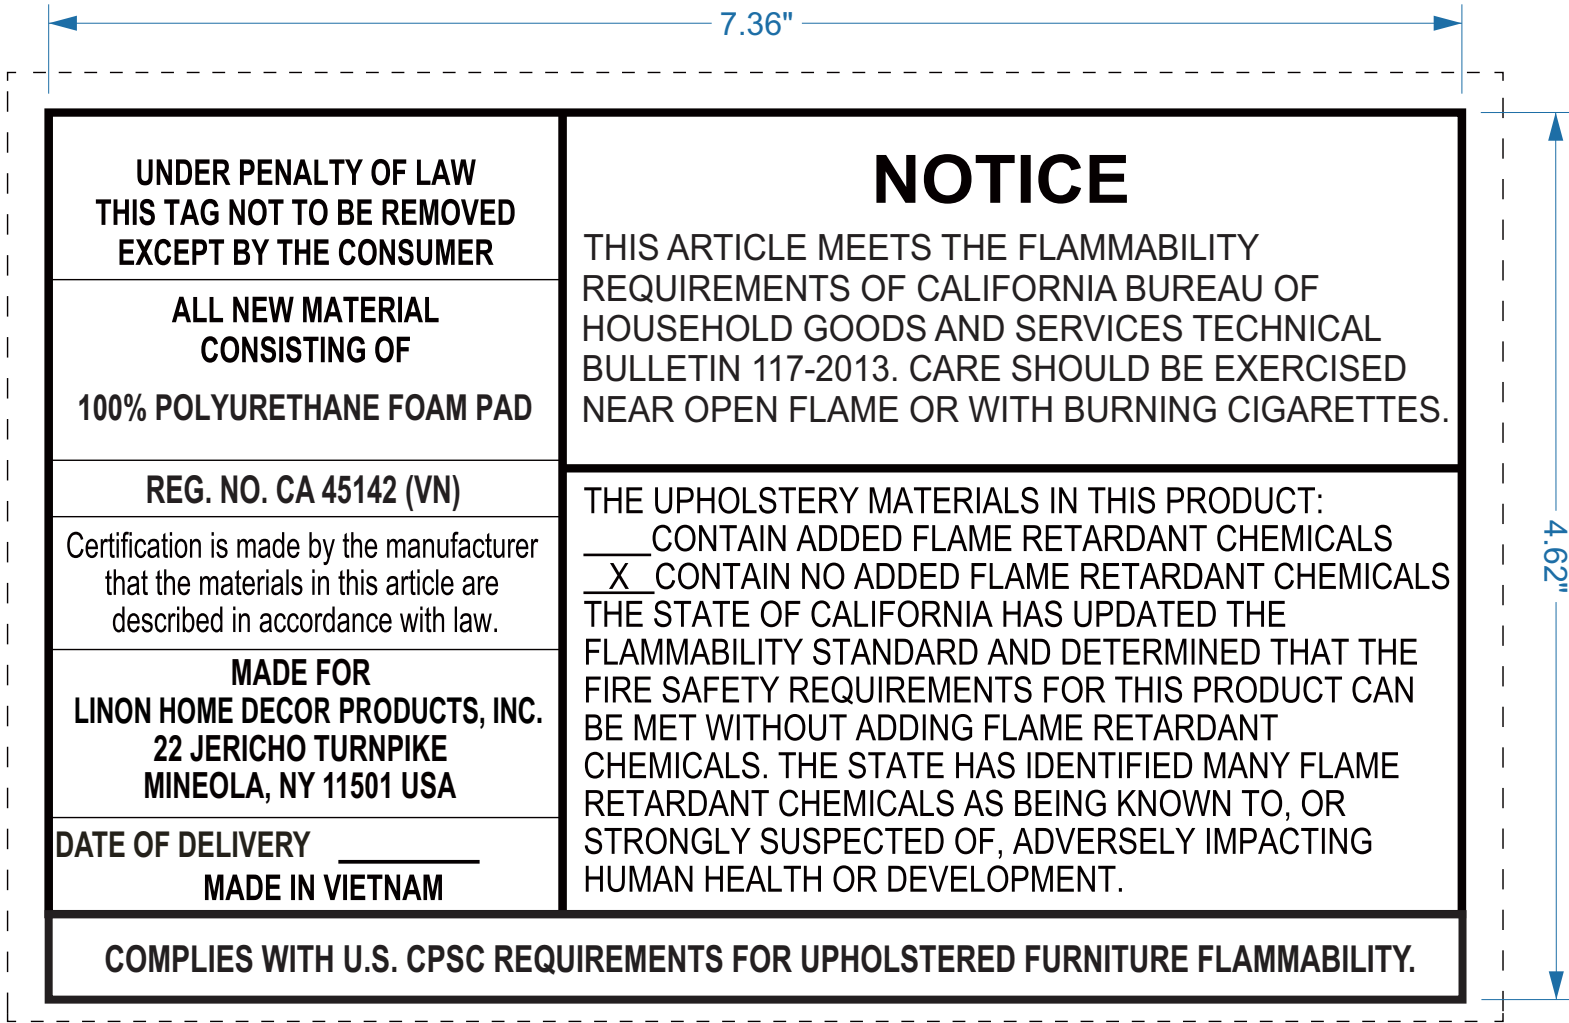 7.36"
UNDER PENALTY OF LAW
THIS TAG NOT TO BE REMOVED
EXCEPT BY THE CONSUMER
ALL NEW MATERIAL
CONSISTING OF
100% POLYURETHANE FOAM PAD
REG. NO. CA 45142 (VN)
Certification is made by the manufacturer
that the materials in this article are
described in accordance with law.
MADE FOR
LINON HOME DECOR PRODUCTS, INC.
22 JERICHO TURNPIKE
MINEOLA, NY 11501 USA
DATE OF DELIVERY ________
MADE IN VIETNAM
NOTICE
THIS ARTICLE MEETS THE FLAMMABILITY
REQUIREMENTS OF CALIFORNIA BUREAU OF
HOUSEHOLD GOODS AND SERVICES TECHNICAL
BULLETIN 117-2013. CARE SHOULD BE EXERCISED
NEAR OPEN FLAME OR WITH BURNING CIGARETTES.
THE UPHOLSTERY MATERIALS IN THIS PRODUCT:
____CONTAIN ADDED FLAME RETARDANT CHEMICALS
_X_CONTAIN NO ADDED FLAME RETARDANT CHEMICALS
THE STATE OF CALIFORNIA HAS UPDATED THE
FLAMMABILITY STANDARD AND DETERMINED THAT THE
FIRE SAFETY REQUIREMENTS FOR THIS PRODUCT CAN
BE MET WITHOUT ADDING FLAME RETARDANT
CHEMICALS. THE STATE HAS IDENTIFIED MANY FLAME
RETARDANT CHEMICALS AS BEING KNOWN TO, OR
STRONGLY SUSPECTED OF, ADVERSELY IMPACTING
HUMAN HEALTH OR DEVELOPMENT.
4.62"
COMPLIES WITH U.S. CPSC REQUIREMENTS FOR UPHOLSTERED FURNITURE FLAMMABILITY.